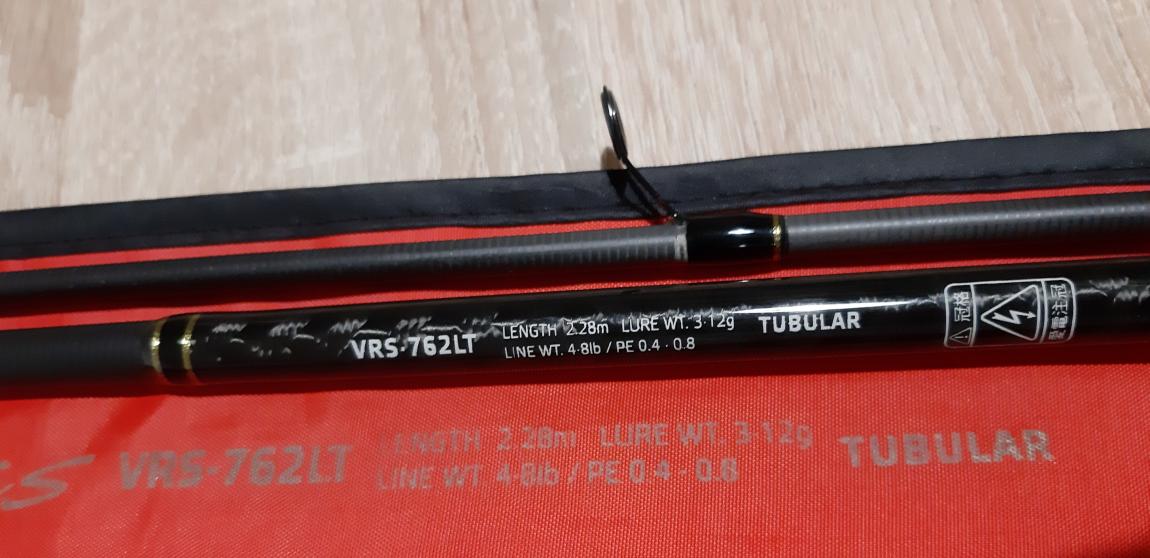 VRS-762LT
LENGTH 2.28m LURE WT. 3-12g
LINE WT. 4-8lb / PE 0.4 - 0.8
TUBULAR
VRS-762LT
LENGTH 2.28m LURE WT. 3-12g
LINE WT 4-8lb / PE 0.4 - 0.8
TUBULAR